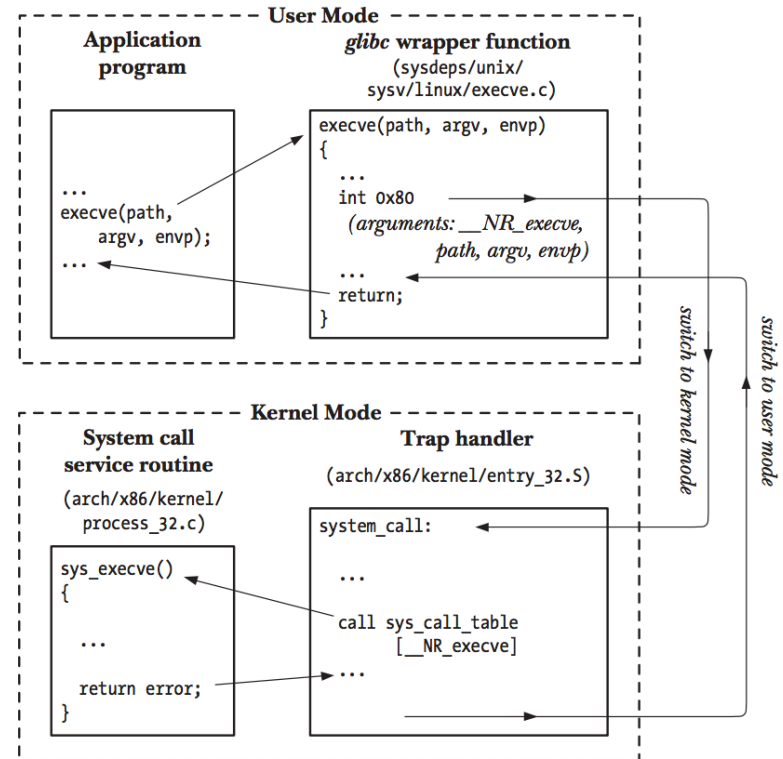 User Mode
Application
program
glibc wrapper function
(sysdeps/unix/
sysv/linux/execve.c)
...
execve(path,
argv, envp);
...
execve(path, argv, envp)
{
...
int 0x80
(arguments: __NR_execve,
path, argv, envp)
...
return;
}
switch to kernel mode
switch to user mode
Kernel Mode
System call
service routine
(arch/x86/kernel/
process_32.c)
Trap handler
(arch/x86/kernel/entry_32.S)
sys_execve()
{
...
return error;
}
system_call:
...
call sys_call_table
[__NR_execve]
...